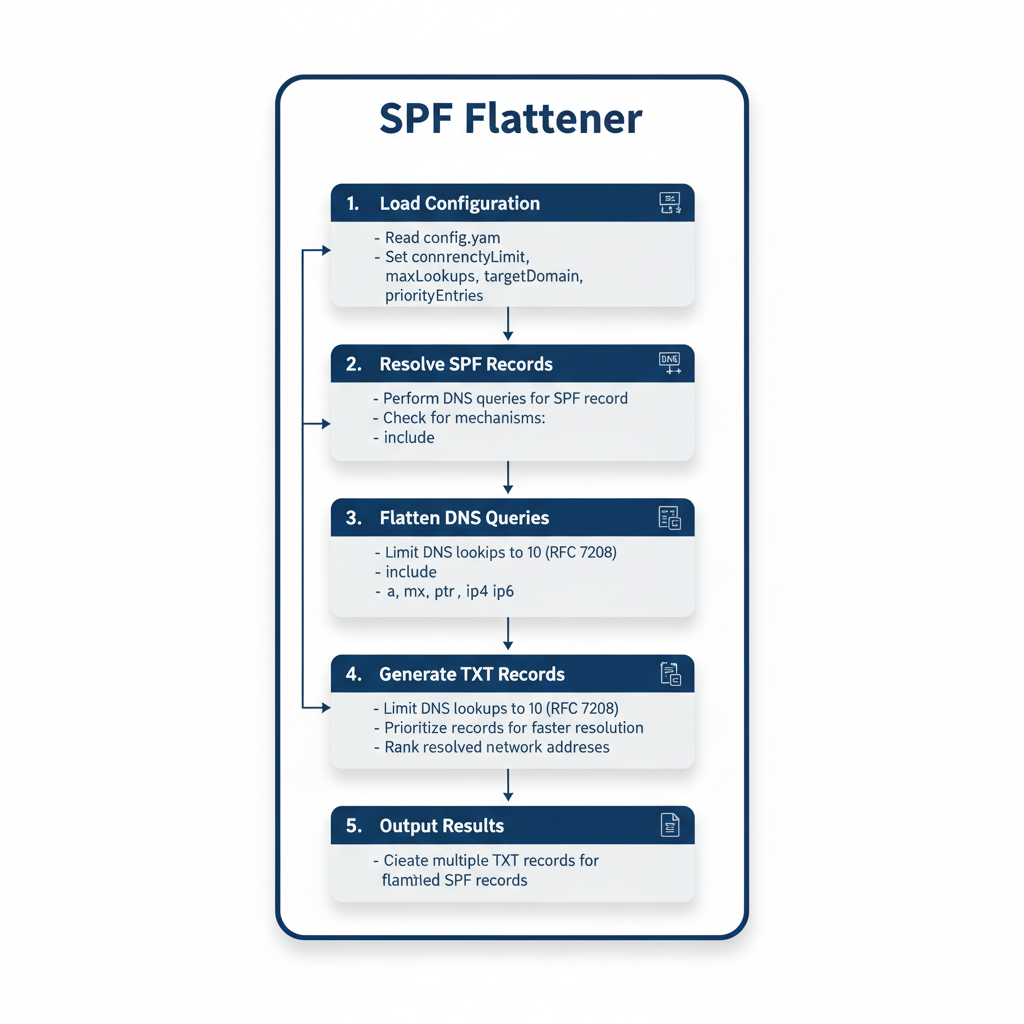 SPF Flattener
1. Load Configuration
- Read config.yam
- Set connrenctyLimit,
maxLookups, targetDomain,
priorityEntries
2. Resolve SPF Records
DNS
- Perform DNS queries for SPF record
- Check for mechanisms:
- include
3. Flatten DNS Queries
- Limit DNS lookips to 10 (RFC 7208)
- include
- a, mx, ptr , ip4 ip6
4. Generate TXT Records
- Limit DNS lookups to 10 (RFC 7208)
- Prioritize records for faster resolution
- Rank resolved network addreses
5. Output Results
- Cieate multiple TXT records for
SPF records